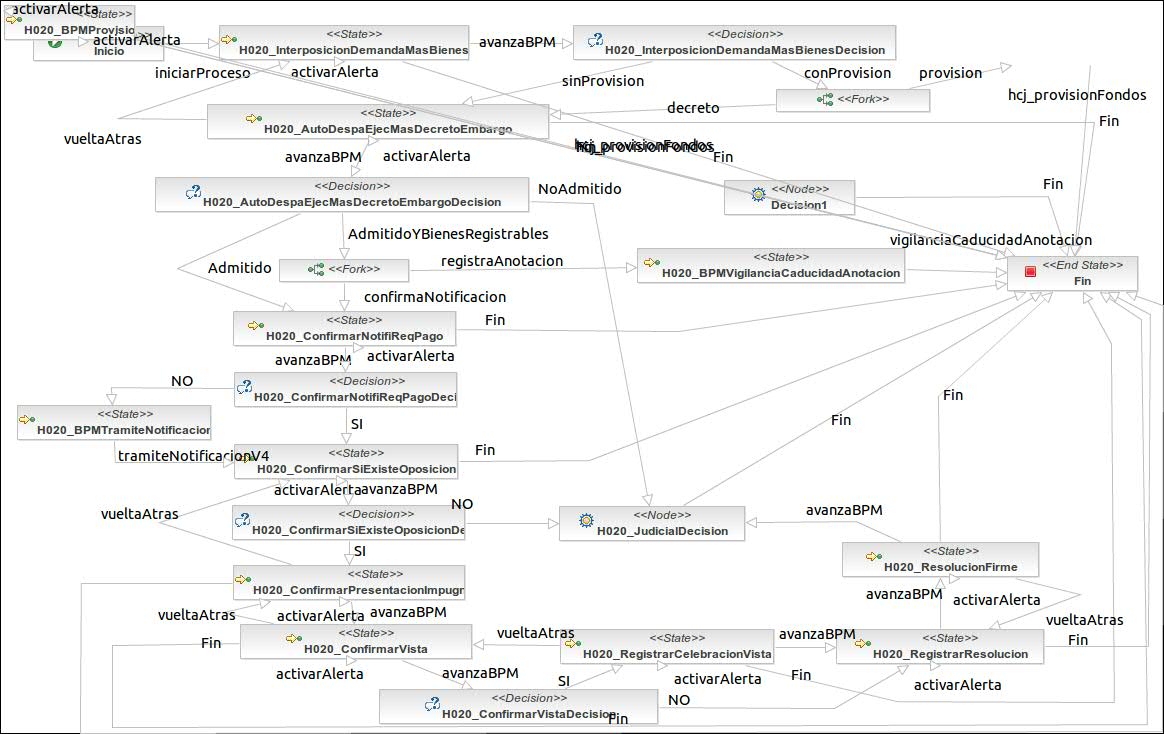 activarAlerta
<<State>>
H020_BPMProvisio
activarAlerta
Inicio
<<State>>
H020_InterposicionDemandaMasBienes
avanzaBPM
<<Decision>>
H020_InterposicionDemandaMasBienesDecision
iniciarProceso
activarAlerta
sinProvision
conProvision
provision
hcj_provisionFondos
<<Fork>>
decreto
Fin
vueltaAtras
<<State>>
H020_AutoDespaEjecMasDecretoEmbargo
hcj_provisionFondos
Fin
avanzaBPM
activarAlerta
<<Decision>>
H020_AutoDespaEjecMasDecretoEmbargoDecision
NoAdmitido
<<Node>>
Decision1
Fin
AdmitidoYBienesRegistrables
vigilanciaCaducidadAnotacion
Admitido
<<Fork>>
registraAnotacion
<<State>>
H020_BPMVigilanciaCaducidadAnotacion
<<End State>>
Fin
confirmaNotificacion
<<State>>
H020_ConfirmarNotifiReqPago
Fin
avanzaBPM
activarAlerta
NO
<<Decision>>
H020_ConfirmarNotifiReqPagoDeci
<<State>>
H020_BPMTramiteNotificacion
SI
Fin
Fin
Fin
tramiteNotificacionV4
<<State>>
H020_ConfirmarSiExisteOposicion
activarAlerta
avanzaBPM
NO
vueltaAtras
<<Decision>>
H020_ConfirmarSiExisteOposicionDe
<<Node>>
H020_JudicialDecision
avanzaBPM
SI
<<State>>
H020_ResolucionFirme
<<State>>
H020_ConfirmarPresentacionImpugn
avanzaBPM
activarAlerta
vueltaAtras
activarAlerta
avanzaBPM
vueltaAtras
Fin
<<State>>
H020_ConfirmarVista
vueltaAtras
<<State>>
H020_RegistrarCelebracionVista
avanzaBPM
<<State>>
H020_RegistrarResolucion
Fin
activarAlerta
avanzaBPM
SI
activarAlerta
Fin
activarAlerta
<<Decision>>
H020_ConfirmarVistaDecision
NO
Fin